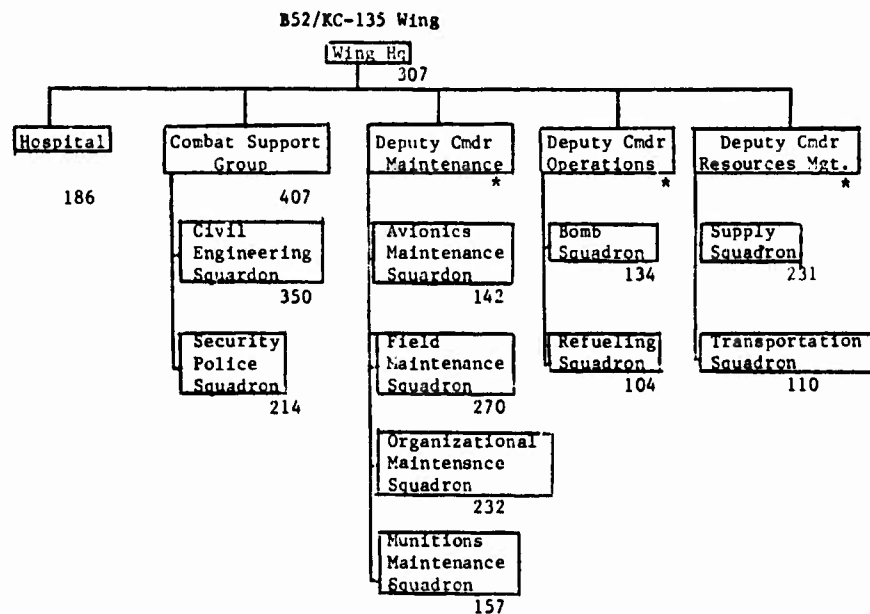 B52/KC-135 Wing
Wing Hq
307
Hospital
186
Combat Support
Group
407
Civil
Engineering
Squardon
350
Security
Police
Squadron
214
Deputy Cmdr
Maintenance
*
Avionics
Maintenance
Squardon
142
Field
Maintenance
Squadron
270
Organizational
Maintensnce
Squadron
232
Munitions
Maintenance
Squadron
157
Deputy Cmdr
Operations
*
Bomb
Squadron
134
Refueling
Squadron
104
Deputy Cmdr
Resources Mgt.
*
Supply
Squadron
231
Transportation
Squadron
110